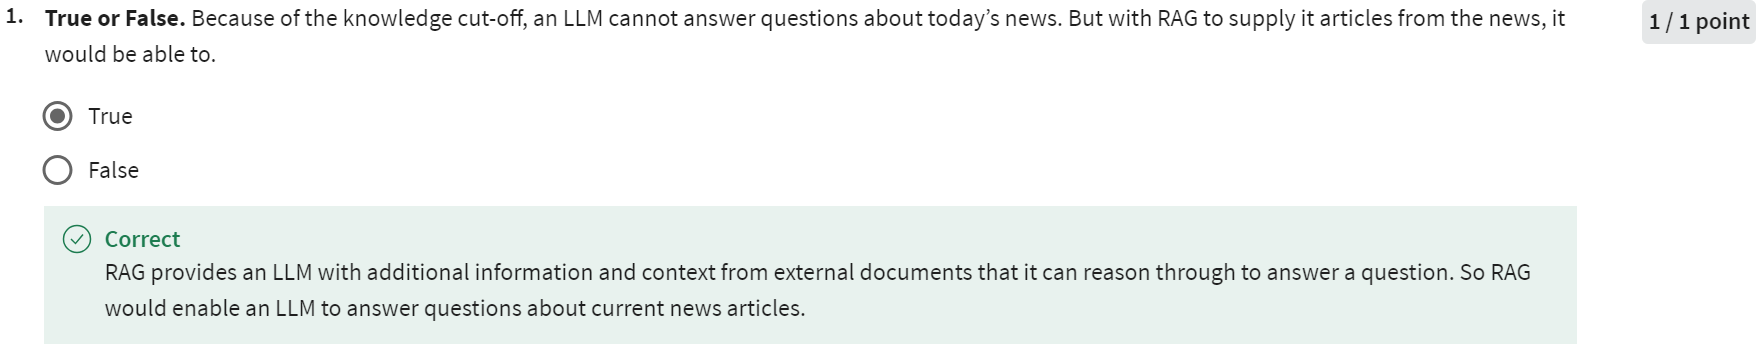 1. True or False. Because of the knowledge cut-off, an LLM cannot answer questions about today’s news. But with RAG to supply it articles from the news, it
would be able to.
1 / 1 point
True
False
Correct
RAG provides an LLM with additional information and context from external documents that it can reason through to answer a question. So RAG
would enable an LLM to answer questions about current news articles.